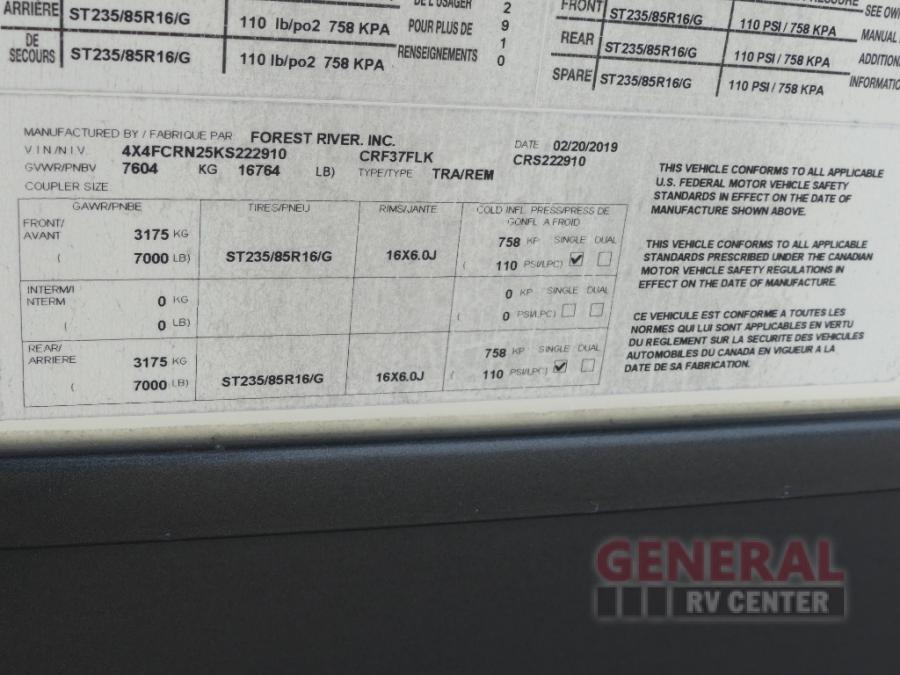 DE L'USAGER 2
ARRIÈRE ST235/85R16/G 110 lb/po2 758 KPA POUR PLUS DE 9
DE SECOURS ST235/85R16/G 110 lb/po2 758 KPA RENSEIGNEMENTS 1 0
FRONT ST235/85R16/G 110 PSI / 758 KPA SEE
REAR ST235/85R16/G 110 PSI / 758 KPA MANUAL
SPARE ST235/85R16/G 110 PSI / 758 KPA
MANUFACTURED BY / FABRIQUE PAR FOREST RIVER. INC. DATE 02/20/2019
V I N / N I V. 4X4FCRN25KS222910 CRF37FLK CRS222910
GVWR/PNBV 7604 KG 16764 LB) TYPE/TYPE TRA/REM
COUPLER SIZE
GAWR/PNBE TIRES/PNEU RIMS/JANTE COLD INFL. PRESS/PRESS DE
GONFL A FROID
FRONT/
AVANT 3175 KG 758 KP SINGLE DUAL
( 7000 LB) ST235/85R16/G 16X6.0J ( 110 PSI/LPC)
INTERM/I
NTERM 0 KG 0 KP SINGLE DUAL
( 0 LB) ( 0 PSI/LPC)
REAR/
ARRIERE 3175 KG 758 KP SINGLE DUAL
( 7000 LB) ST235/85R16/G 16X6.0J ( 110 PSI/LPC)
THIS VEHICLE CONFORMS TO ALL APPLICABLE
U.S. FEDERAL MOTOR VEHICLE SAFETY
STANDARDS IN EFFECT ON THE DATE OF
MANUFACTURE SHOWN ABOVE.
THIS VEHICLE CONFORMS TO ALL APPLICABLE
STANDARDS PRESCRIBED UNDER THE CANADIAN
MOTOR VEHICLE SAFETY REGULATIONS IN
EFFECT ON THE DATE OF MANUFACTURE.
CE VEHICULE EST CONFORME A TOUTES LES
NORMES QUI LUI SONT APPLICABLES EN VERTU
DU REGLEMENT SUR LA SECURITE DES VEHICULES
AUTOMOBILES DU CANADA EN VIGUEUR A LA
DATE DE SA FABRICATION.
GENERAL
RV CENTER